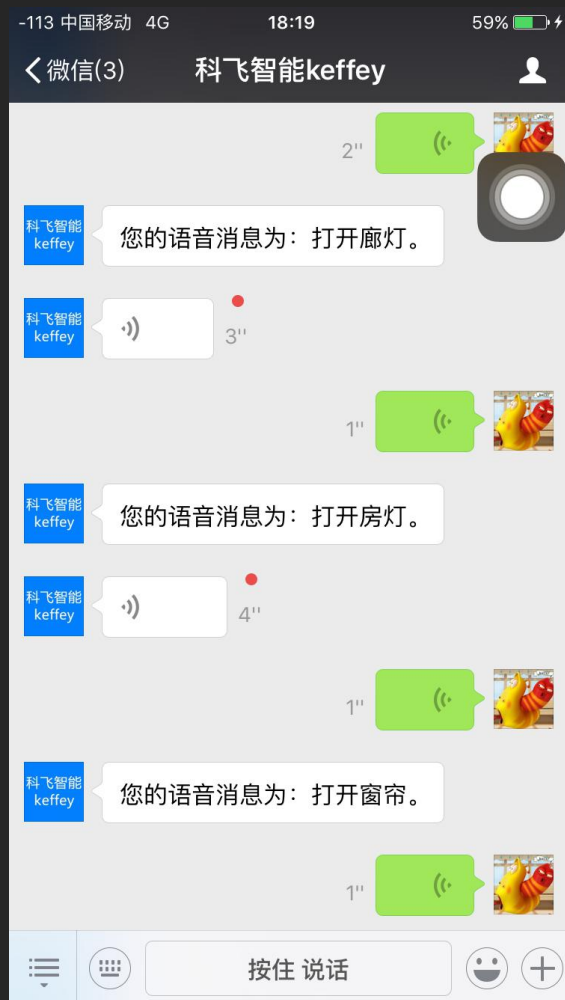 -113 中国移动 4G 18:19 59%
微信(3) 科飞智能keffey
2''
科飞智能
keffey
您的语音消息为：打开廊灯。
科飞智能
keffey
3''
1''
科飞智能
keffey
您的语音消息为：打开房灯。
科飞智能
keffey
4''
1''
科飞智能
keffey
您的语音消息为：打开窗帘。
1''
按住 说话